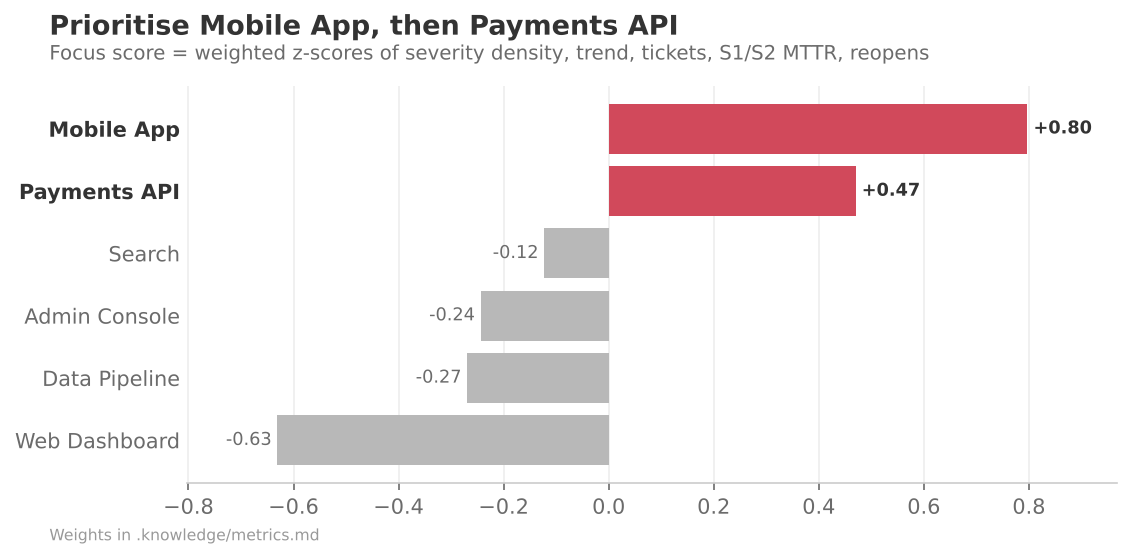 Prioritise Mobile App, then Payments API
Focus score = weighted z-scores of severity density, trend, tickets, S1/S2 MTTR, reopens
Mobile App
+0.80
Payments API
+0.47
Search
-0.12
Admin Console
-0.24
Data Pipeline
-0.27
Web Dashboard
-0.63
−0.8 −0.6 −0.4 −0.2 0.0 0.2 0.4 0.6 0.8
Weights in .knowledge/metrics.md